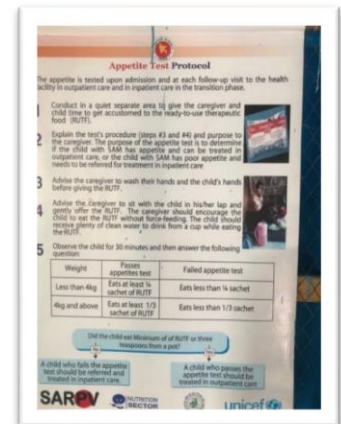 Appetite Test Protocol
The appetite is tested upon admission and at each follow-up visit to the health
facility in outpatient care and in inpatient care in the transition phase.
1 Conduct in a quiet separate area to give the caregiver and
child time to get accustomed to the ready-to-use therapeutic
food (RUTF).
2 Explain the test's procedure (steps #3 and #4) and purpose to
the caregiver. The purpose of the appetite test is to determine
if the child with SAM has appetite and can be treated in
outpatient care, or the child with SAM has poor appetite and
needs to be referred for treatment in inpatient care
3 Advise the caregiver to wash their hands and the child's hands
before giving the RUTF.
4 Advise the caregiver to sit with the child in his/her lap and
gently offer the RUTF. The caregiver should encourage the
child to eat the RUTF without force-feeding. The child should
receive plenty of clean water to drink from a cup while eating
the RUTF.
5 Observe the child for 30 minutes and then answer the following
question:
Weight Passes appetites test Failed appetite test
Less than 4kg Eats at least ¼ sachet of RUTF Eats less than ¼ sachet
4kg and above Eats at least 1/3 sachet of RUTF Eats less than 1/3 sachet
Did the child eat Minimum of of RUTF or three
teaspoons from a pot?
A child who fails the appetite
test should be referred and
treated in inpatient care.
A child who passes the
appetite test should be
treated in outpatient care
SARPV
NUTRITION
SECTOR
unicef